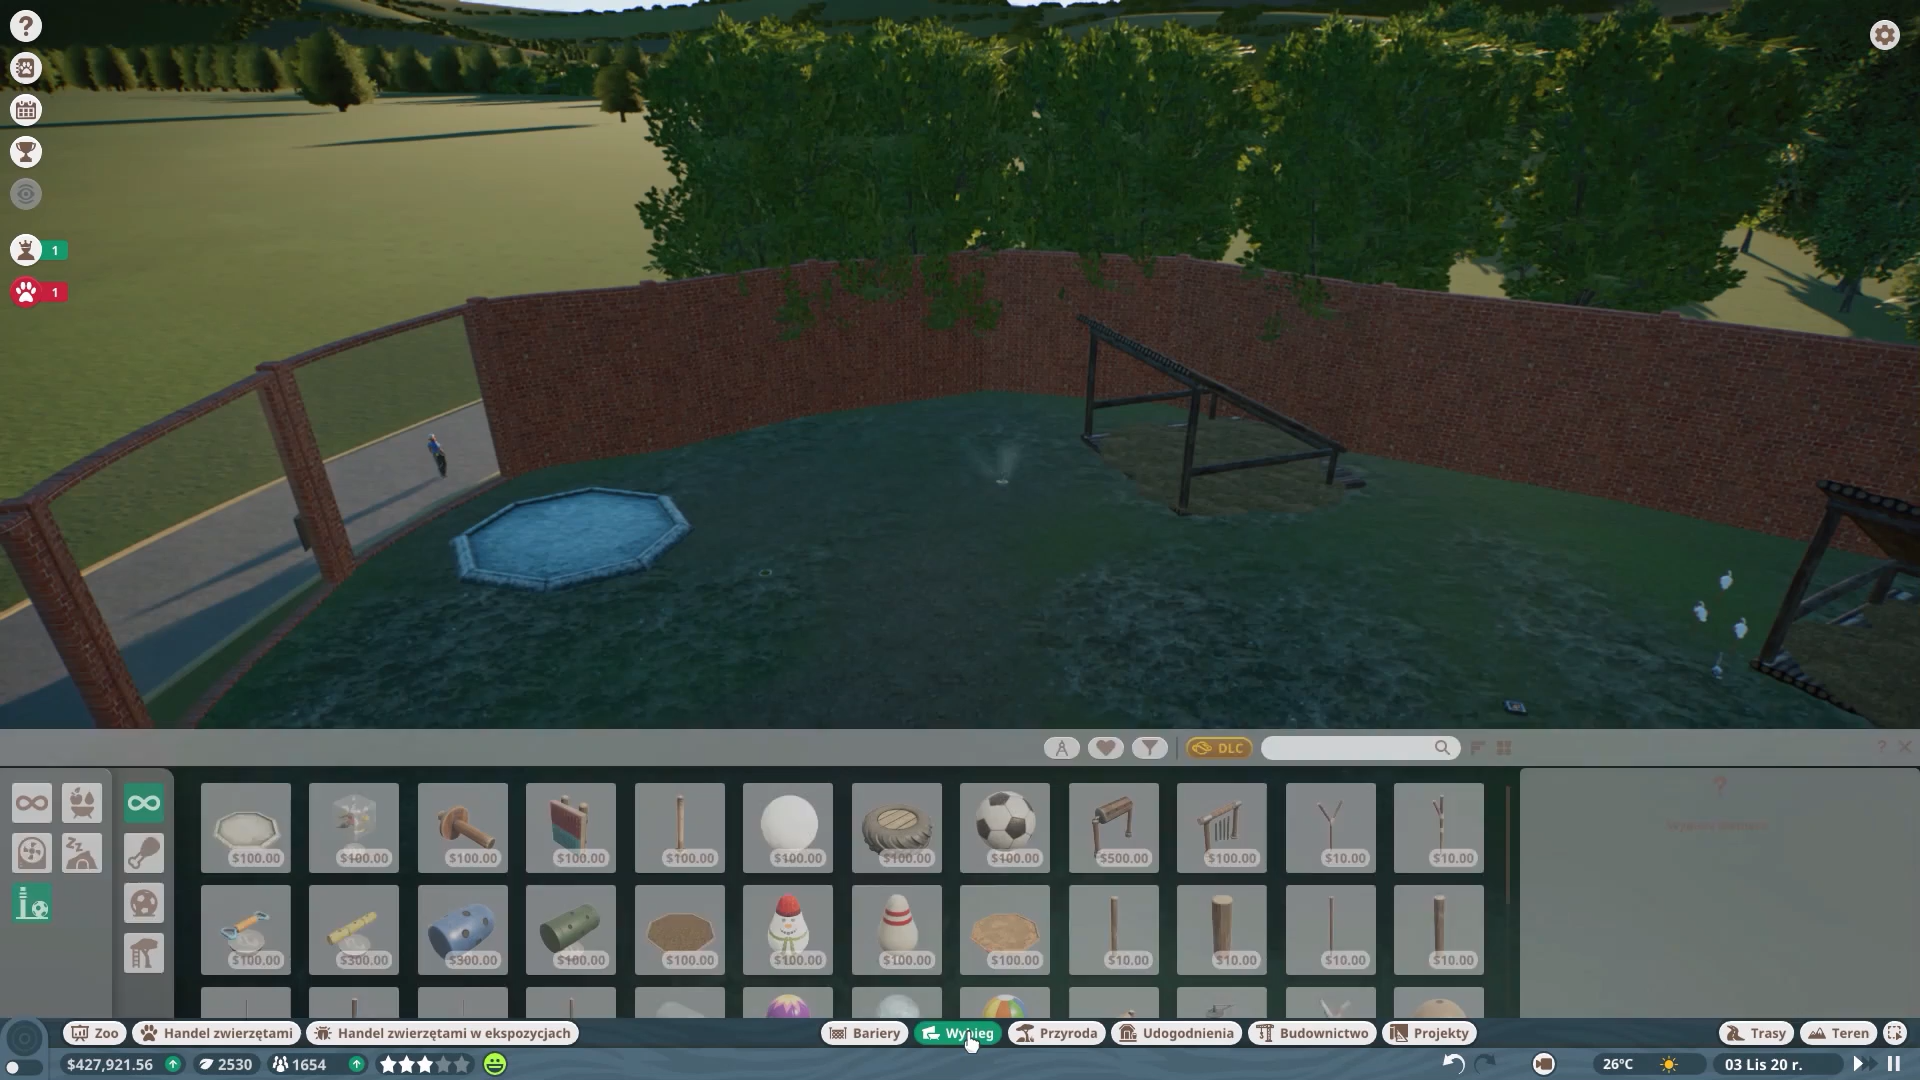 ?
1
1
DLC
?
?
$100.00 $100.00 $100.00 $100.00 $100.00 $100.00 $100.00 $100.00 $500.00 $100.00 $10.00 $10.00
$100.00 $300.00 $300.00 $100.00 $100.00 $100.00 $100.00 $100.00 $10.00 $10.00 $10.00 $10.00
Zoo Handel zwierzętami Handel zwierzętami w ekspozycjach Bariery Wybieg Przyroda Udogodnienia Budownictwo Projekty Trasy Teren
$427,921.56 2530 1654 26°C 03 Lis 20 r.